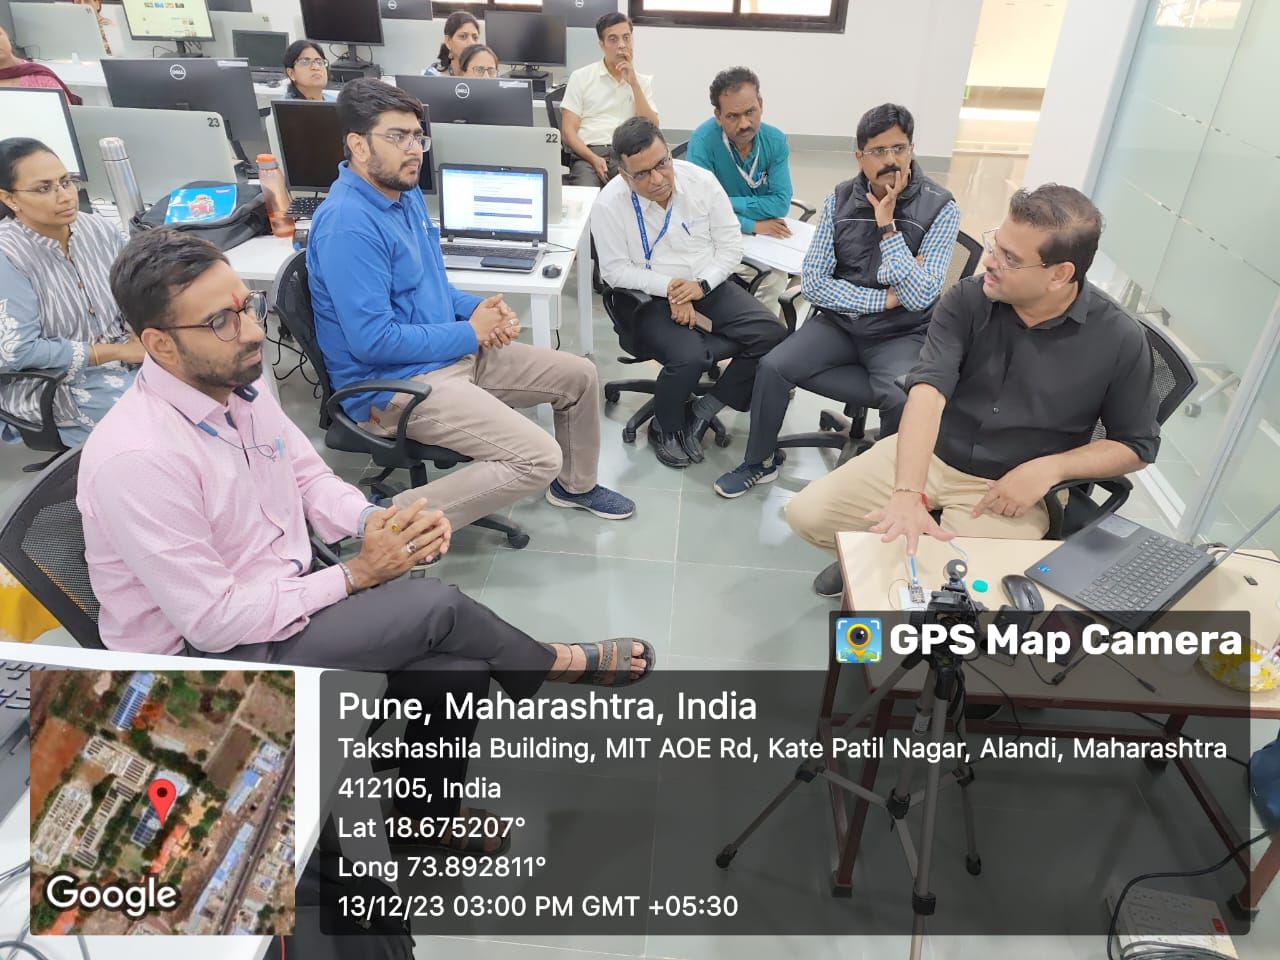 DELL
DELL
23
22
GPS Map Camera
Pune, Maharashtra, India
Takshashila Building, MIT AOE Rd, Kate Patil Nagar, Alandi, Maharashtra
412105, India
Lat 18.675207°
Long 73.892811°
13/12/23 03:00 PM GMT +05:30
Google